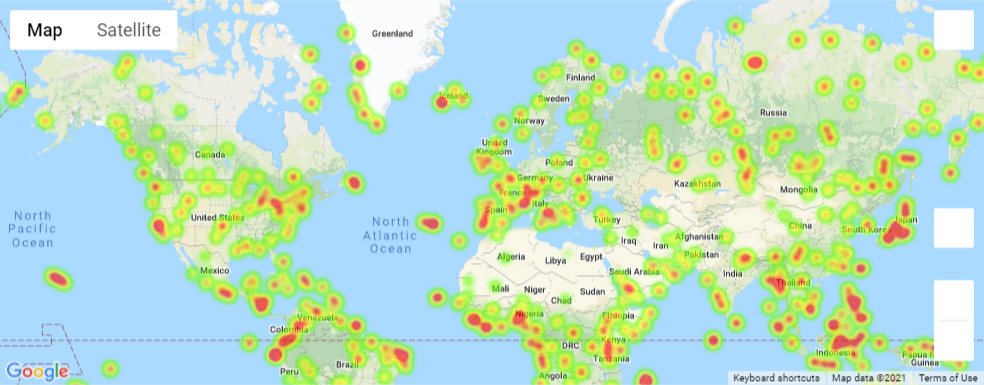 Map Satellite
Greenland
Iceland
Finland
Sweden
Norway
Russia
United
Kingdom
Canada
Poland
Germany
Ukraine
Kazakhstan
Mongolia
France
Spain
Italy
North
Pacific
Ocean
United States
North
Atlantic
Ocean
Turkey
Japan
South Korea
China
Afghanistan
Iraq
Iran
Pakistan
Algeria
Libya
Egypt
Mexico
Saudi Arabia
India
Thailand
Mali
Niger
Chad
Sudan
Nigeria
Ethiopia
Venezuela
Colombia
Kenya
DRC
Tanzania
Indonesia
Papua New
Guinea
Peru
Brazil
Angola
Google
Keyboard shortcuts Map data ©2021 Terms of Use